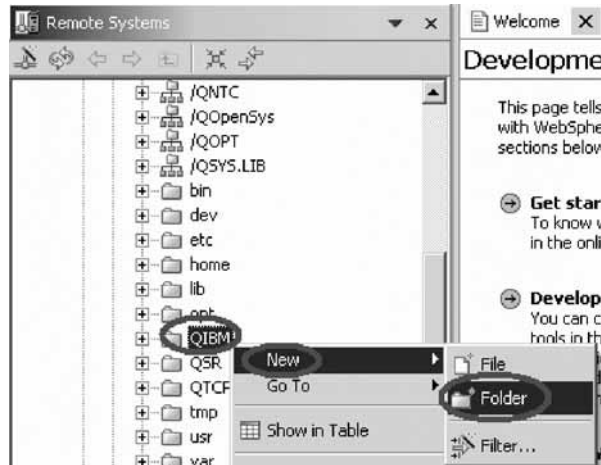 Remote Systems
/QNTC
/QOpenSys
/QOPT
/QSYS.LIB
bin
dev
etc
home
lib
opt
QIBM
QSR
tmp
usr
var
New
Go To
Show in Table
File
Folder
Filter...
Welcome
Developme
This page tells
with WebSphe
sections below
Get star
To know
in the onli
Develop
You can c
tools in th